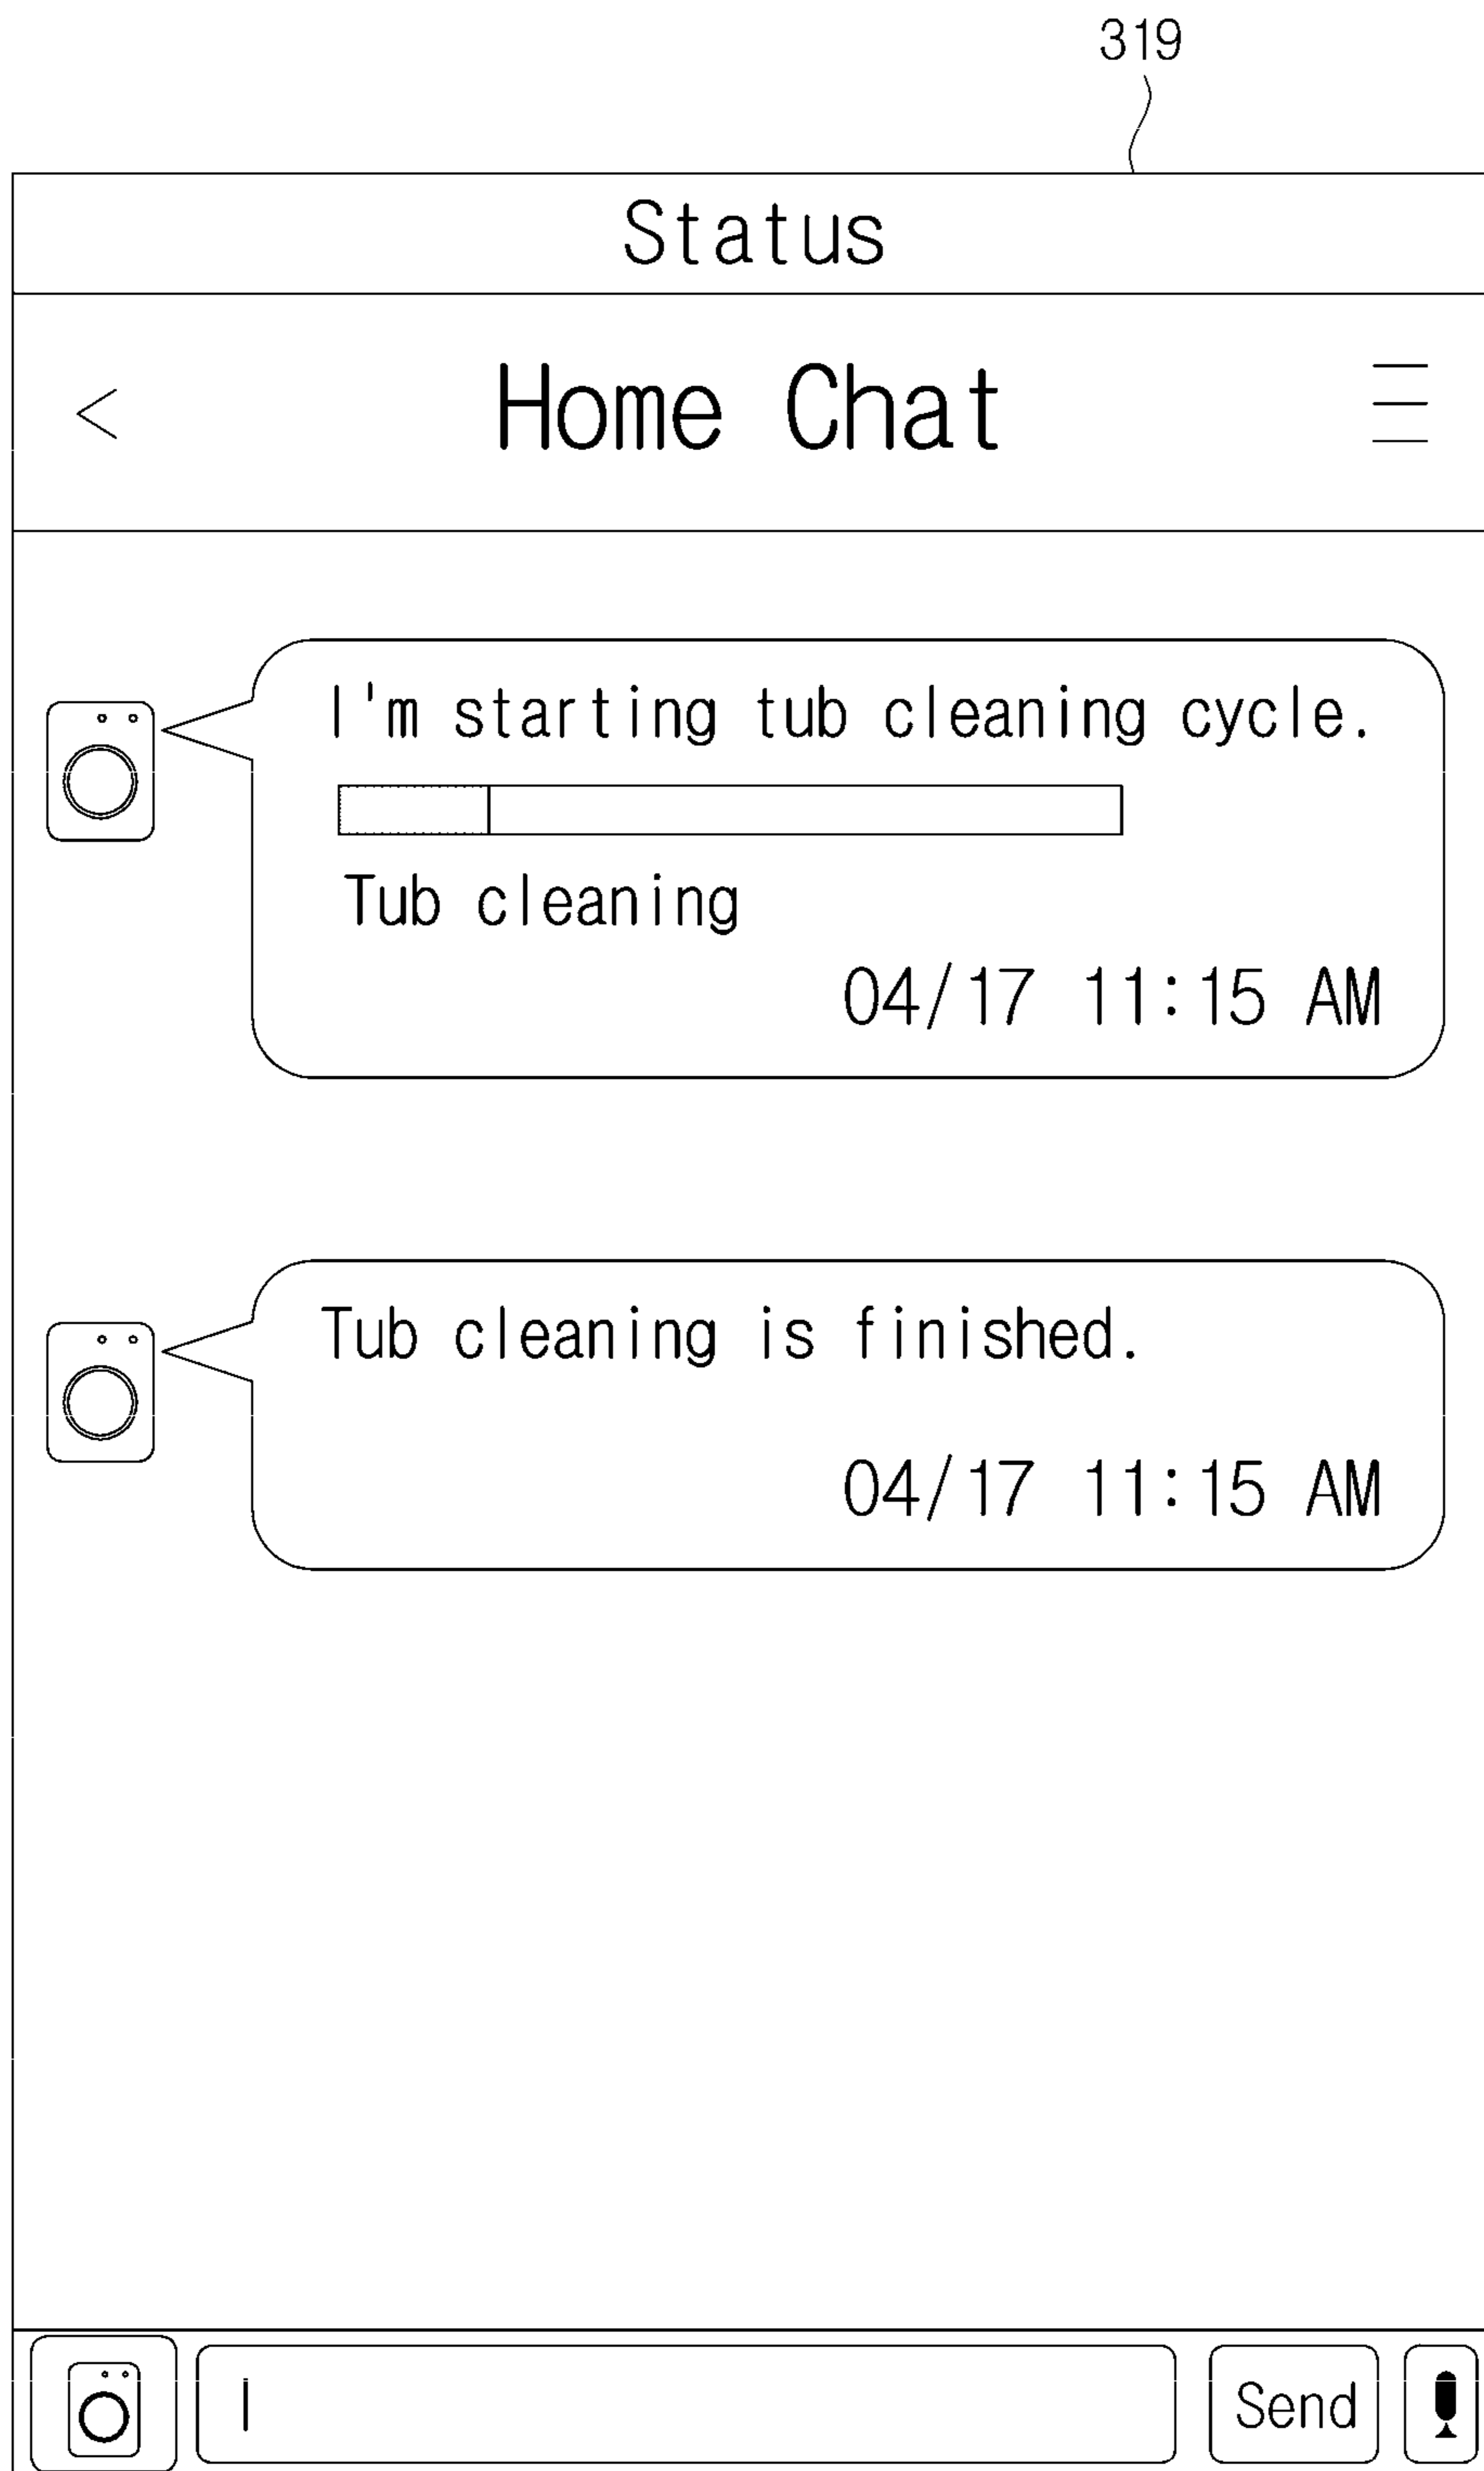 319
Status
< Home Chat
I'm starting tub cleaning cycle.
Tub cleaning
04/17 11:15 AM
Tub cleaning is finished.
04/17 11:15 AM
Send